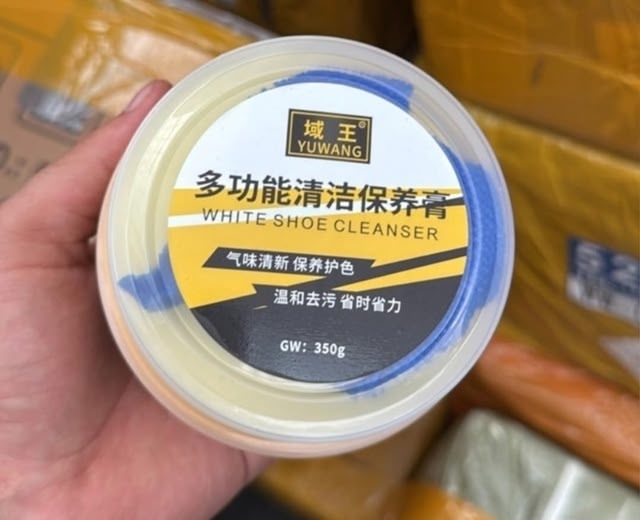 域王®
YUWANG
多功能清洁保养膏
WHITE SHOE CLEANSER
气味清新 保养护色
温和去污 省时省力
GW: 350g
52